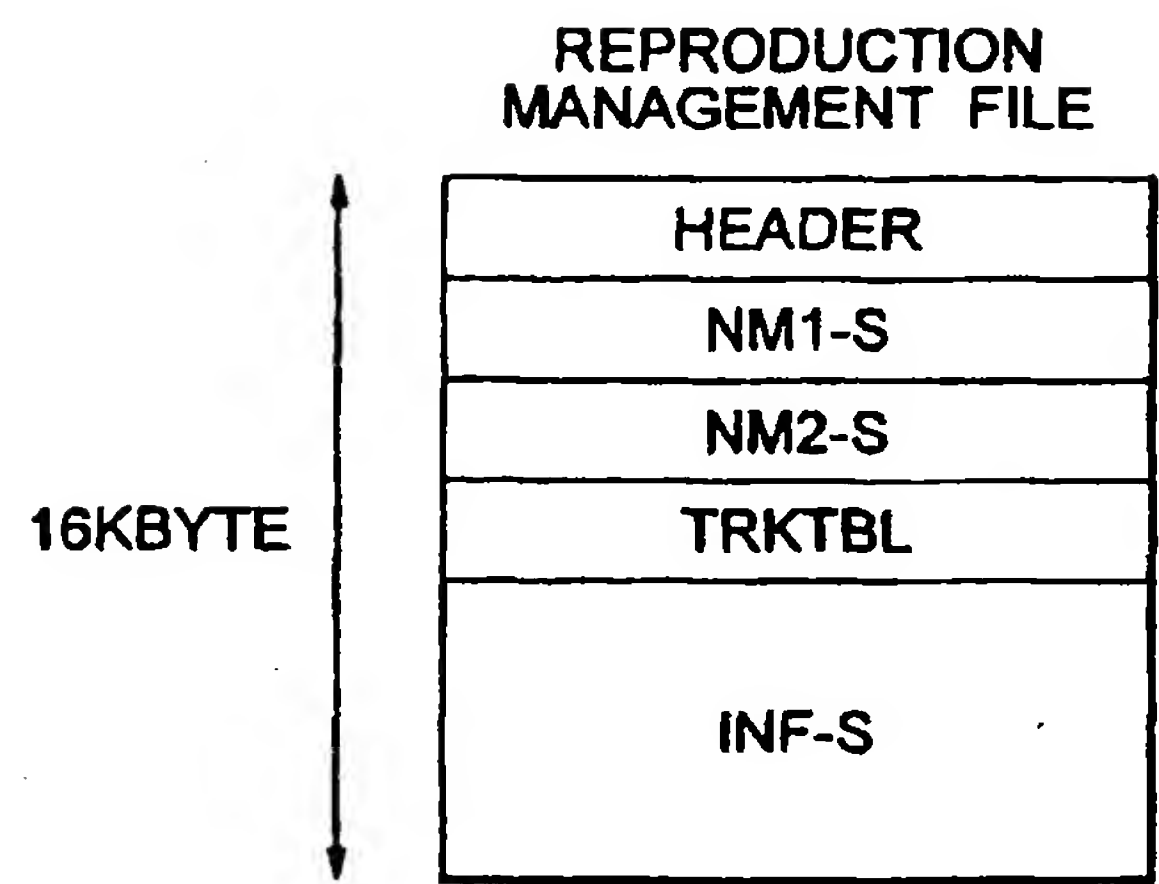 REPRODUCTION
MANAGEMENT FILE
HEADER
NM1-S
NM2-S
16KBYTE
TRKTBL
INF-S